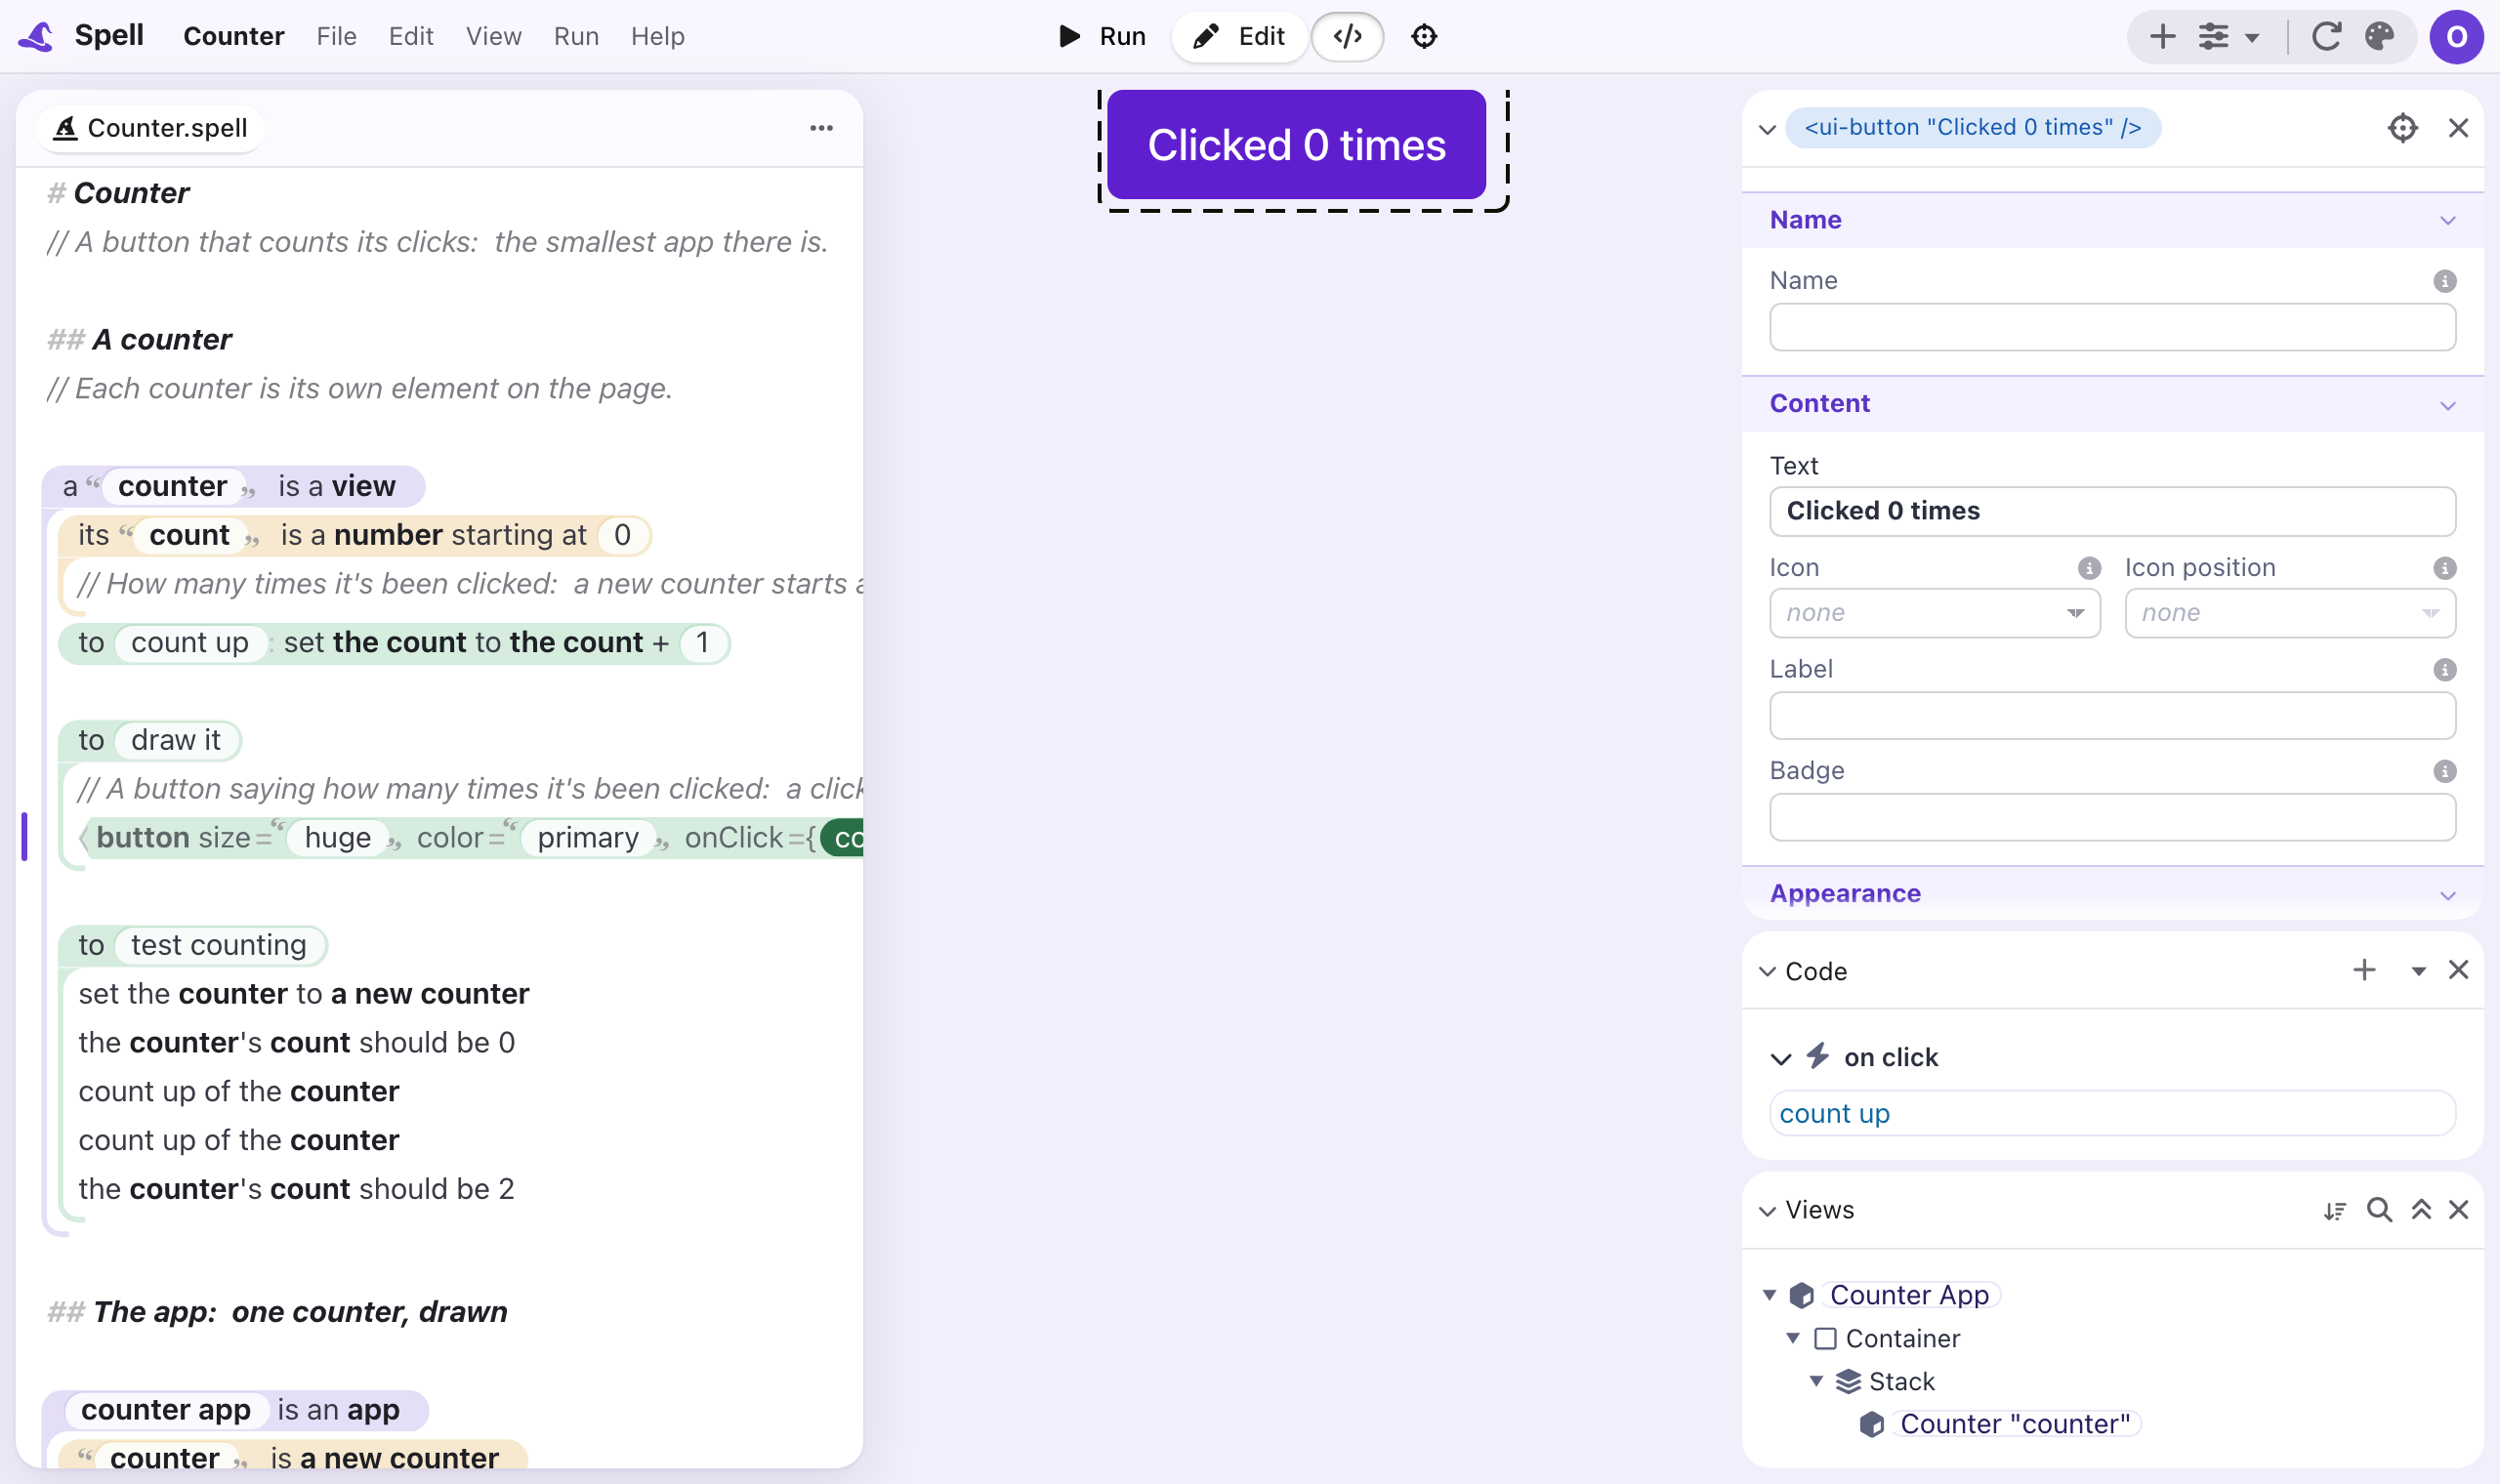 Spell Counter File Edit View Run Help
Run Edit </> O
Counter.spell
# Counter
// A button that counts its clicks:  the smallest app there is.
## A counter
// Each counter is its own element on the page.
a “ counter ” is a view
its “ count ” is a number starting at 0
// How many times it's been clicked:  a new counter starts a
to count up : set the count to the count + 1
to draw it
// A button saying how many times it's been clicked:  a click
<button size=“ huge ” color=“ primary ” onClick={co
to test counting
set the counter to a new counter
the counter's count should be 0
count up of the counter
count up of the counter
the counter's count should be 2
## The app:  one counter, drawn
counter app is an app
“ counter ” is a new counter
Clicked 0 times
<ui-button "Clicked 0 times" />
Name
Name
Content
Text
Clicked 0 times
Icon Icon position
none none
Label
Badge
Appearance
Code
on click
count up
Views
Counter App
Container
Stack
Counter "counter"